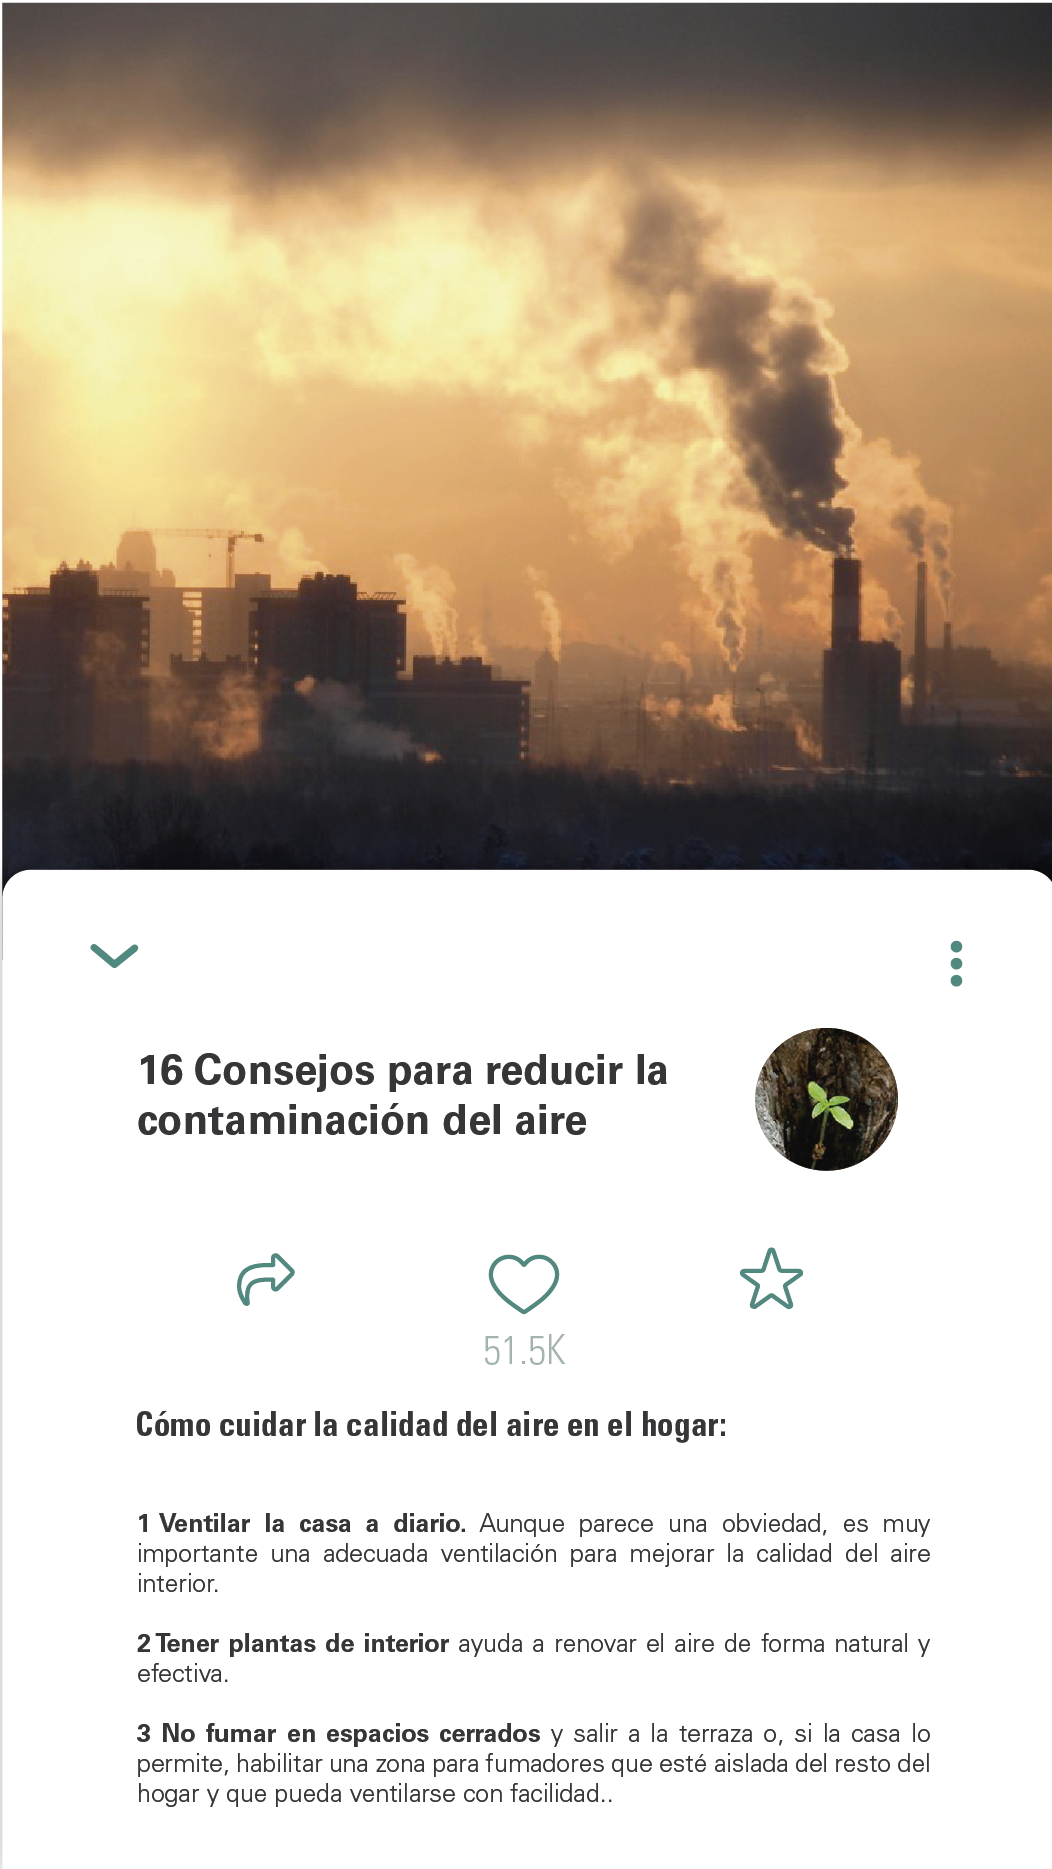 16 Consejos para reducir la
contaminación del aire
51.5K
Cómo cuidar la calidad del aire en el hogar:
1 Ventilar la casa a diario. Aunque parece una obviedad, es muy
importante una adecuada ventilación para mejorar la calidad del aire
interior.
2 Tener plantas de interior ayuda a renovar el aire de forma natural y
efectiva.
3 No fumar en espacios cerrados y salir a la terraza o, si la casa lo
permite, habilitar una zona para fumadores que esté aislada del resto del
hogar y que pueda ventilarse con facilidad..